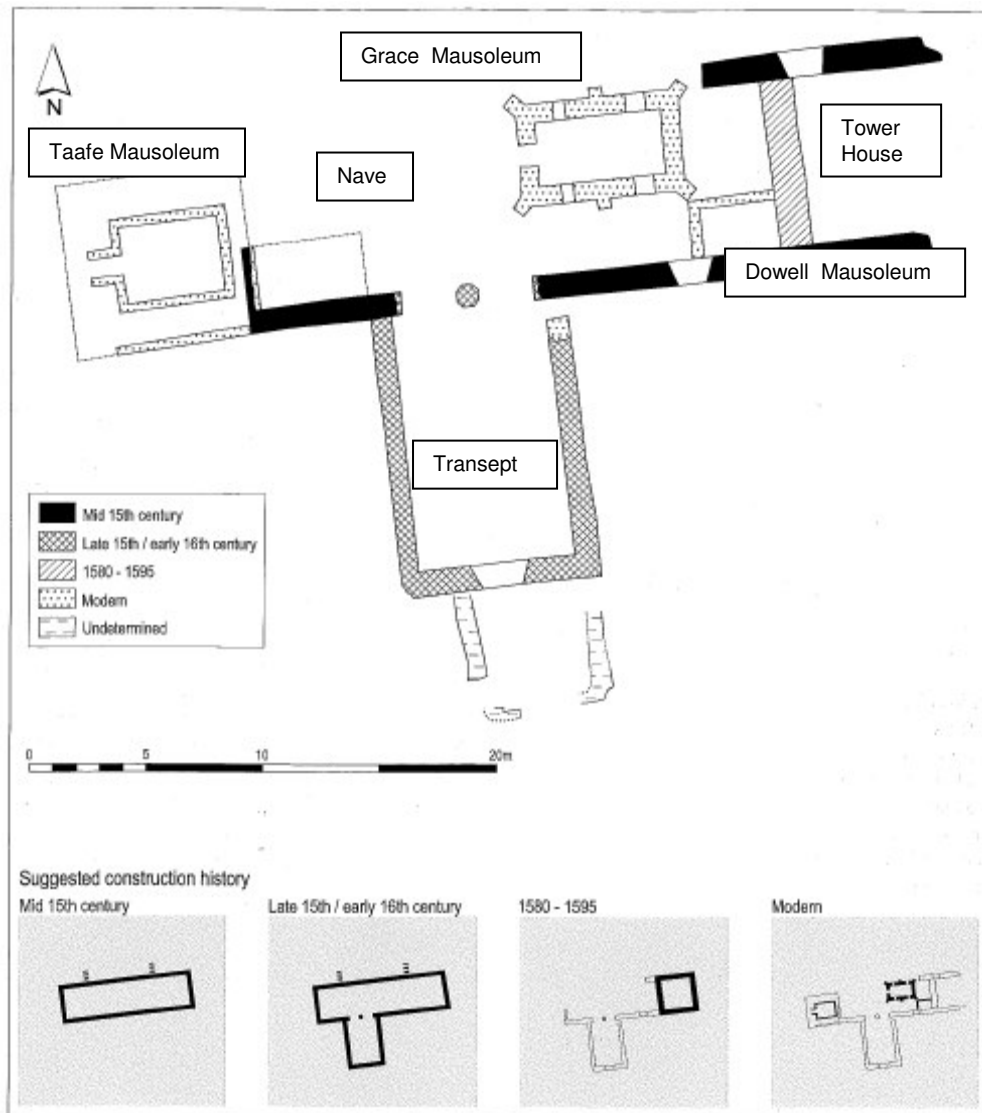 Grace Mausoleum
N
Taafe Mausoleum
Nave
Tower
House
Dowell Mausoleum
Transept
Mid 15th century
Late 15th / early 16th century
1580 - 1595
Modern
Undetermined
0 5 10 20m
Suggested construction history
Mid 15th century Late 15th / early 16th century 1580 - 1595 Modern